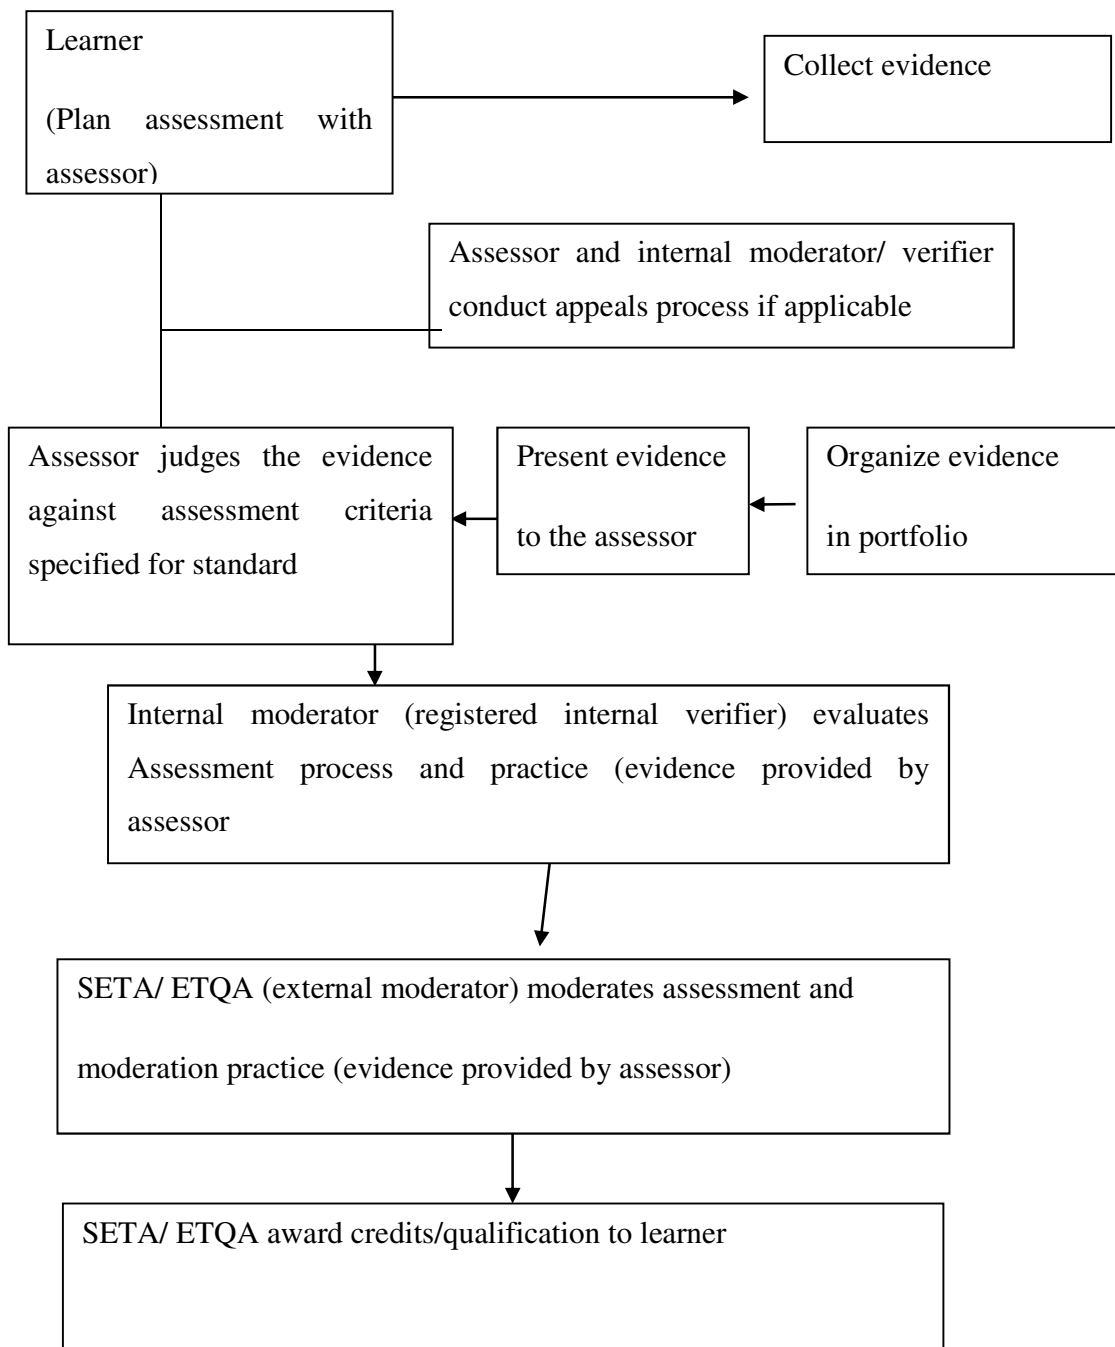 Learner
(Plan assessment with
assessor)
Collect evidence
Assessor and internal moderator/ verifier
conduct appeals process if applicable
Assessor judges the evidence
against assessment criteria
specified for standard
Present evidence
to the assessor
Organize evidence
in portfolio
Internal moderator (registered internal verifier) evaluates
Assessment process and practice (evidence provided by
assessor
SETA/ ETQA (external moderator) moderates assessment and
moderation practice (evidence provided by assessor)
SETA/ ETQA award credits/qualification to learner